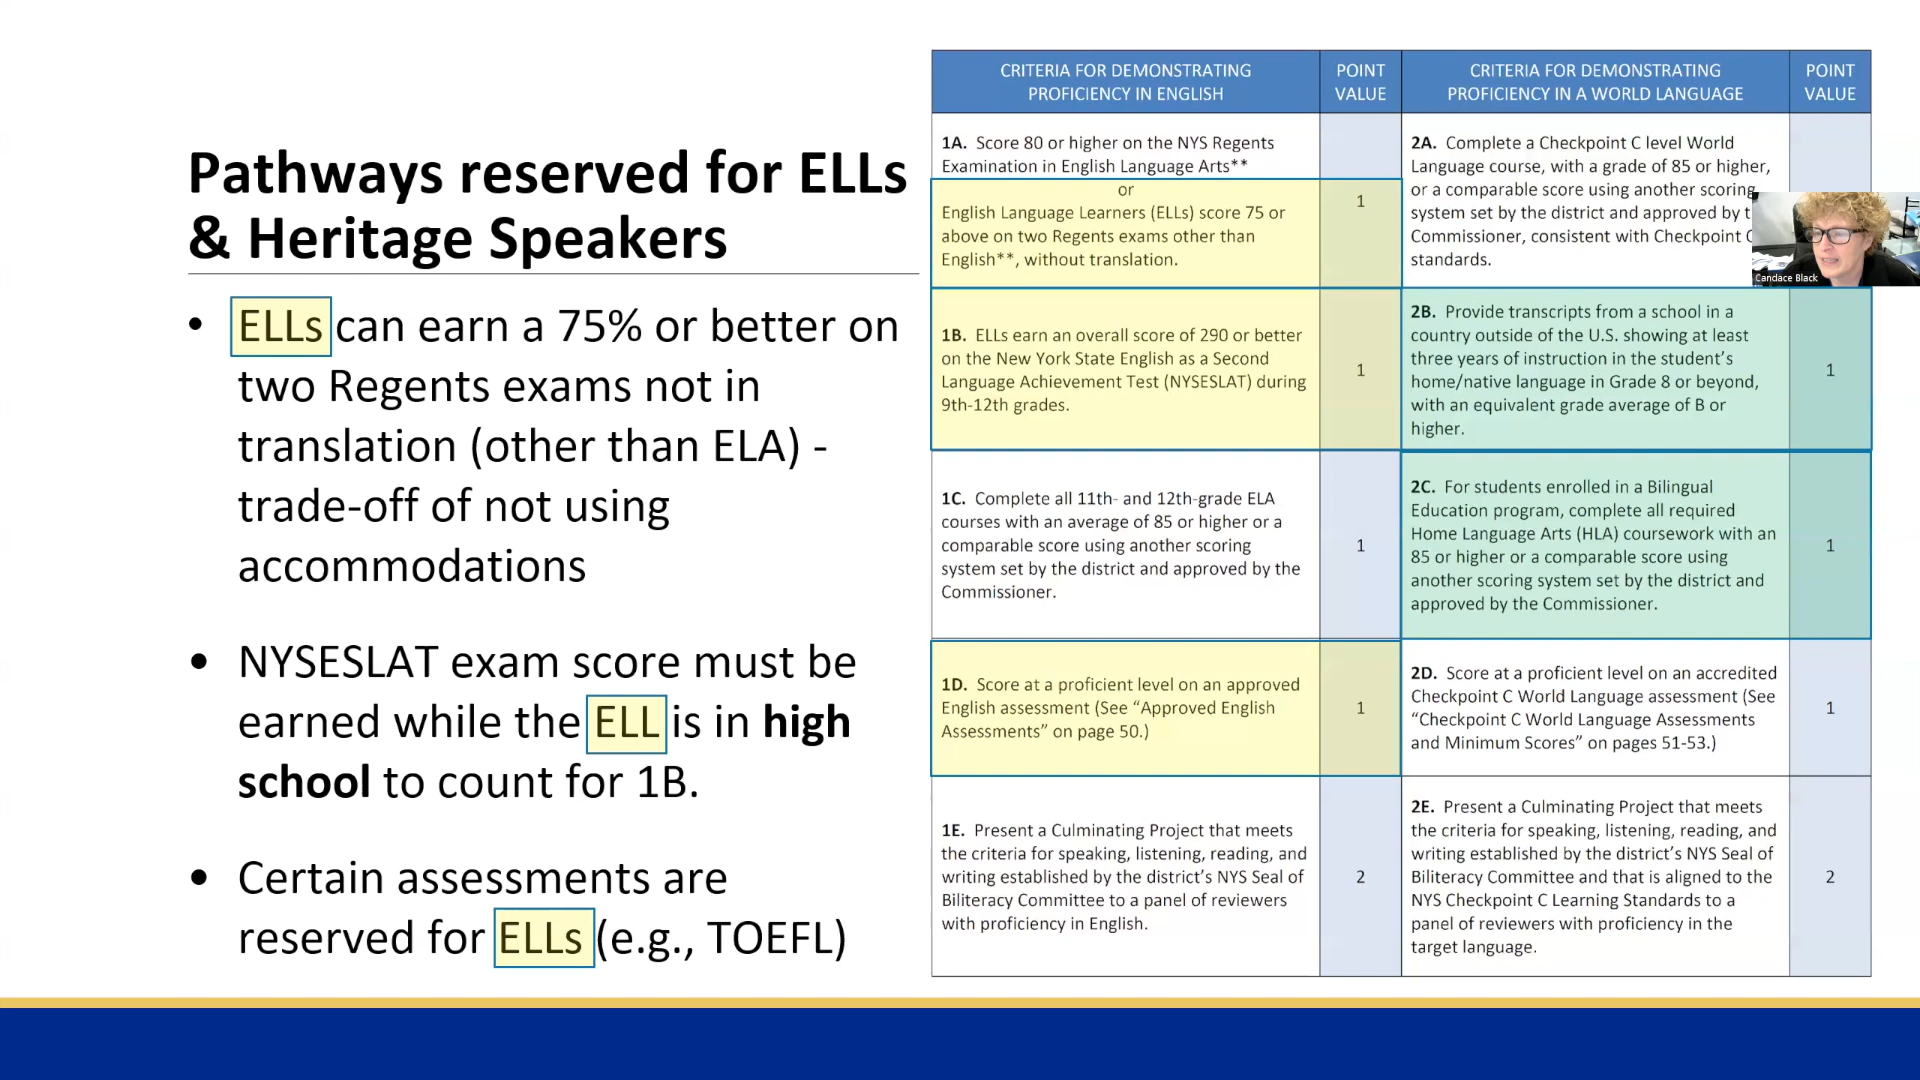 Pathways reserved for ELLs
& Heritage Speakers
• ELLs can earn a 75% or better on
two Regents exams not in
translation (other than ELA) -
trade-off of not using
accommodations
• NYSESLAT exam score must be
earned while the ELL is in high
school to count for 1B.
• Certain assessments are
reserved for ELLs (e.g., TOEFL)
CRITERIA FOR DEMONSTRATING
PROFICIENCY IN ENGLISH
POINT
VALUE
CRITERIA FOR DEMONSTRATING
PROFICIENCY IN A WORLD LANGUAGE
POINT
VALUE
1A. Score 80 or higher on the NYS Regents
Examination in English Language Arts**
or
English Language Learners (ELLs) score 75 or
above on two Regents exams other than
English**, without translation.
1
2A. Complete a Checkpoint C level World
Language course, with a grade of 85 or higher,
or a comparable score using another scoring
system set by the district and approved by
Commissioner, consistent with Checkpoint
standards.
Candace Black
1B. ELLs earn an overall score of 290 or better
on the New York State English as a Second
Language Achievement Test (NYSESLAT) during
9th-12th grades.
1
2B. Provide transcripts from a school in a
country outside of the U.S. showing at least
three years of instruction in the student's
home/native language in Grade 8 or beyond,
with an equivalent grade average of B or
higher.
1
1C. Complete all 11th- and 12th-grade ELA
courses with an average of 85 or higher or a
comparable score using another scoring
system set by the district and approved by the
Commissioner.
1
2C. For students enrolled in a Bilingual
Education program, complete all required
Home Language Arts (HLA) coursework with an
85 or higher or a comparable score using
another scoring system set by the district and
approved by the Commissioner.
1
1D. Score at a proficient level on an approved
English assessment (See “Approved English
Assessments” on page 50.)
1
2D. Score at a proficient level on an accredited
Checkpoint C World Language assessment (See
“Checkpoint C World Language Assessments
and Minimum Scores” on pages 51-53.)
1
1E. Present a Culminating Project that meets
the criteria for speaking, listening, reading, and
writing established by the district's NYS Seal of
Biliteracy Committee to a panel of reviewers
with proficiency in English.
2
2E. Present a Culminating Project that meets
the criteria for speaking, listening, reading, and
writing established by the district's NYS Seal of
Biliteracy Committee and that is aligned to the
NYS Checkpoint C Learning Standards to a
panel of reviewers with proficiency in the
target language.
2